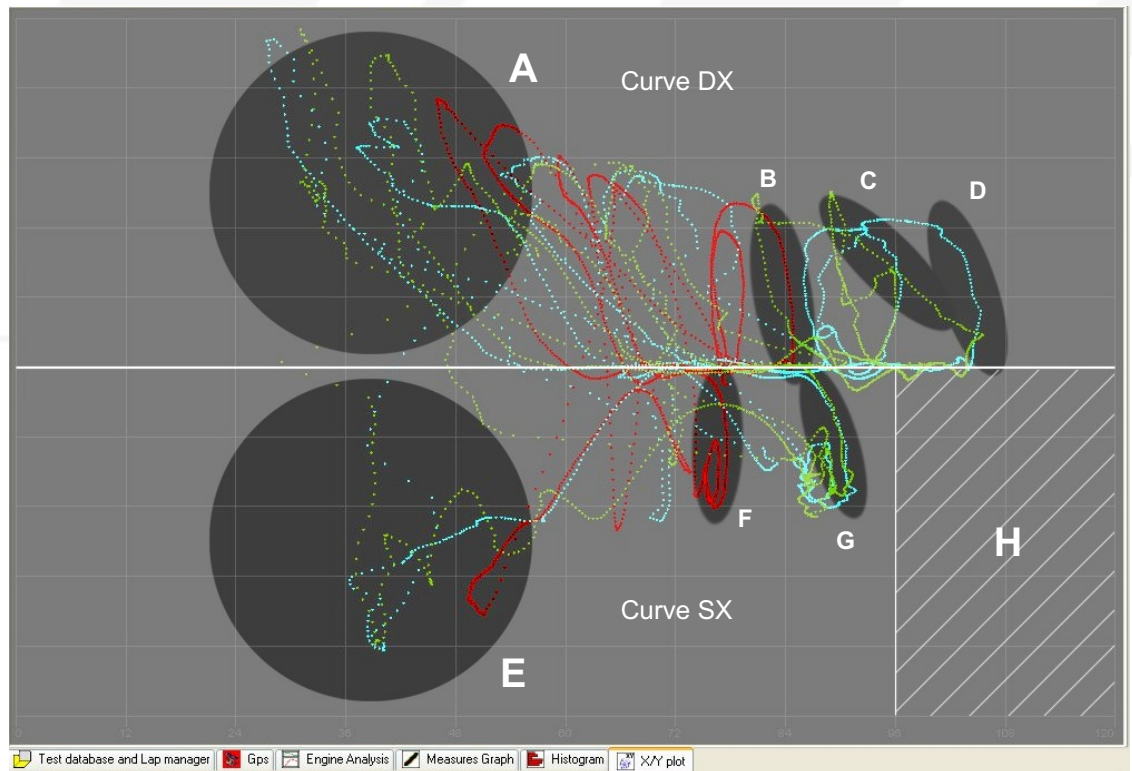 A
Curve DX
B
C
D
F
G
H
Curve SX
E
0 12 24 36 48 60 72 84 96 108 120
Test database and Lap manager Gps Engine Analysis Measures Graph Histogram X/Y plot